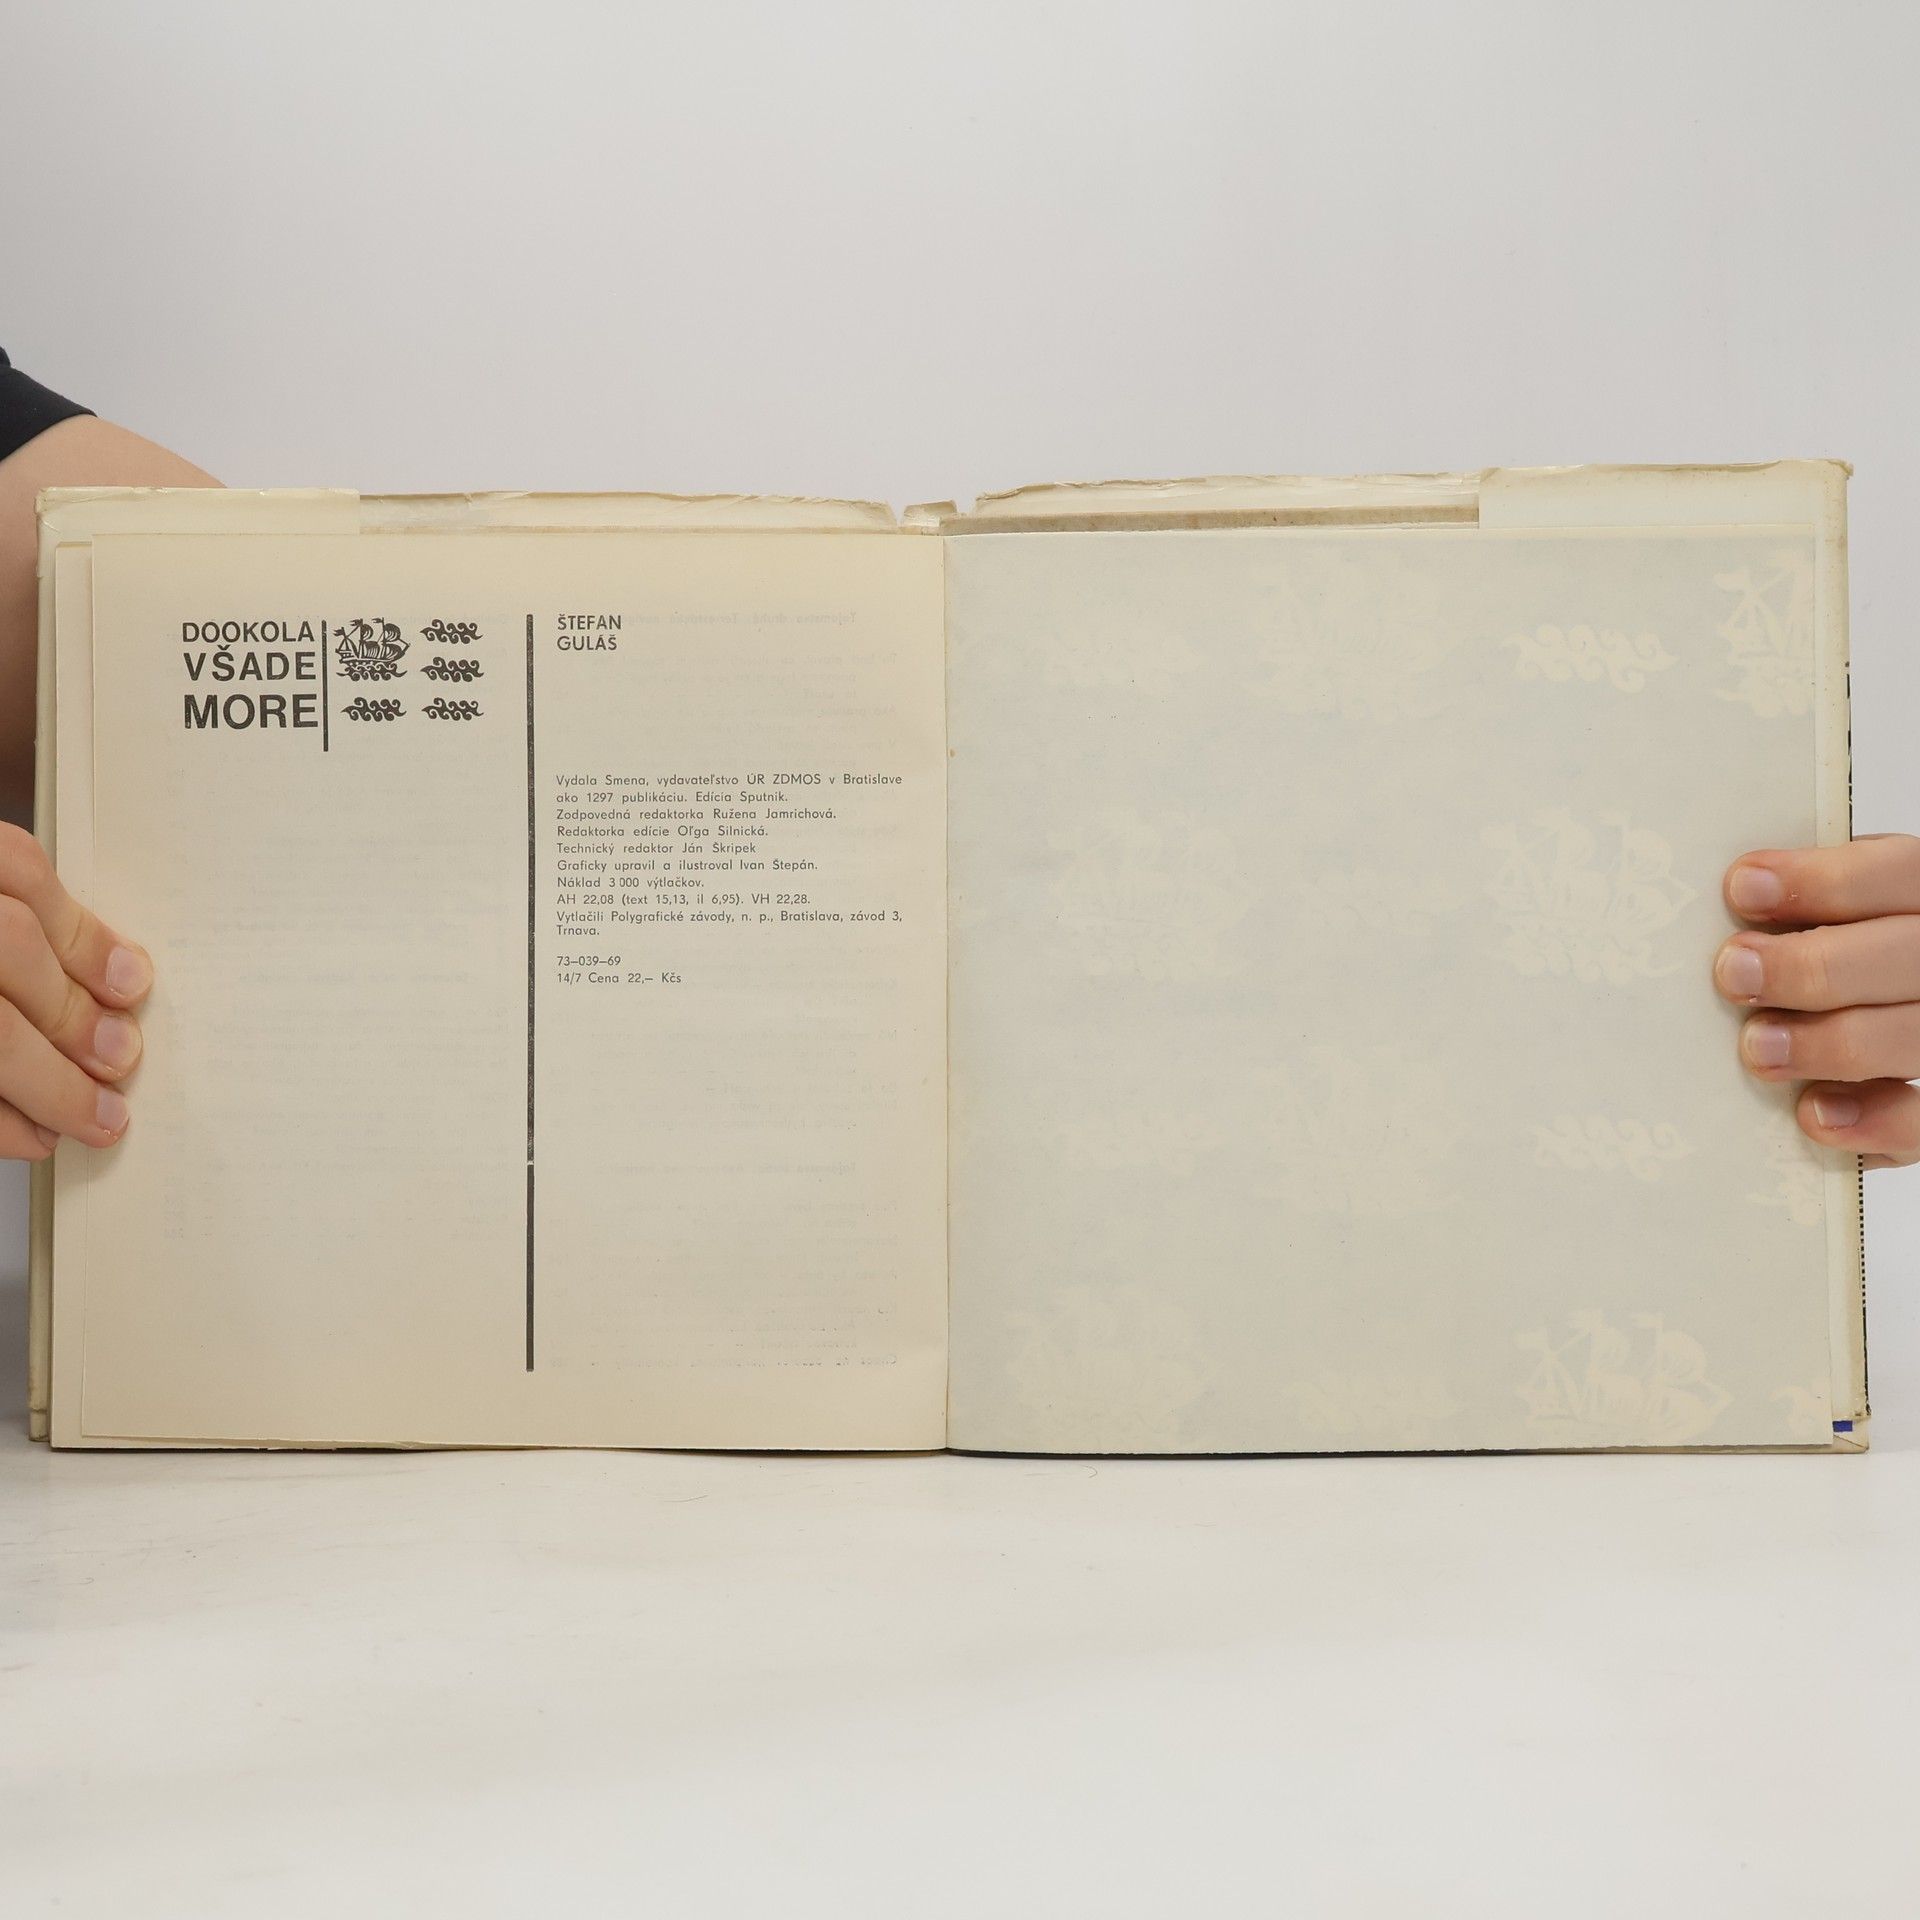 DOOKOLA
VŠADE
MORE
ŠTEFAN
GULÁŠ
Vydala Smena, vydavateľstvo ÚR ZDMOS v Bratislave
ako 1297 publikáciu. Edícia Sputnik.
Zodpovedná redaktorka Ružena Jamrichová.
Redaktorka edície Oľga Silnická.
Technický redaktor Ján Škripek
Graficky upravil a ilustroval Ivan Štepán.
Náklad 3 000 výtlačkov.
AH 22,08 (text 15,13, il 6,95). VH 22,28.
Vytlačili Polygrafické závody, n. p., Bratislava, závod 3,
Trnava.
73—039—69
14/7 Cena 22,— Kčs